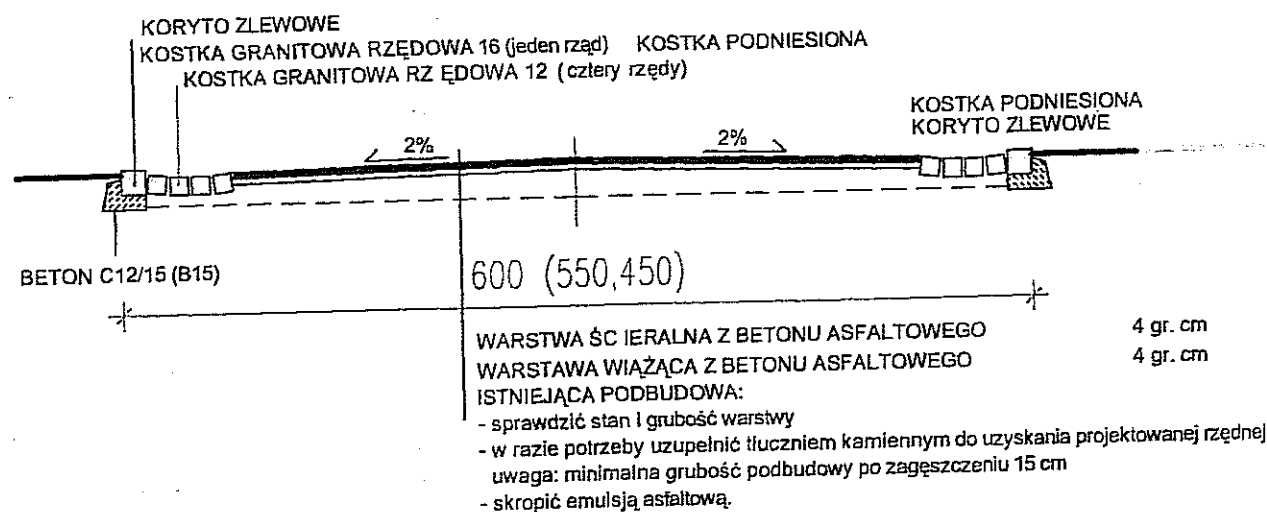 KORYTO ZLEWOWE
KOSTKA GRANITOWA RZĘDOWA 16 (jeden rząd) KOSTKA PODNIESIONA
KOSTKA GRANITOWA RZ ĘDOWA 12 (cztery rzędy)
KOSTKA PODNIESIONA
KORYTO ZLEWOWE
2% 2%
BETON C12/15 (B15)
600 (550,450)
WARSTWA ŚC IERALNA Z BETONU ASFALTOWEGO 4 gr. cm
WARSTAWA WIĄŻĄCA Z BETONU ASFALTOWEGO 4 gr. cm
ISTNIEJĄCA PODBUDOWA:
- sprawdzić stan i grubość warstwy
- w razie potrzeby uzupełnić tłuczniem kamiennym do uzyskania projektowanej rzędnej
uwaga: minimalna grubość podbudowy po zagęszczeniu 15 cm
- skropić emulsją asfaltową.